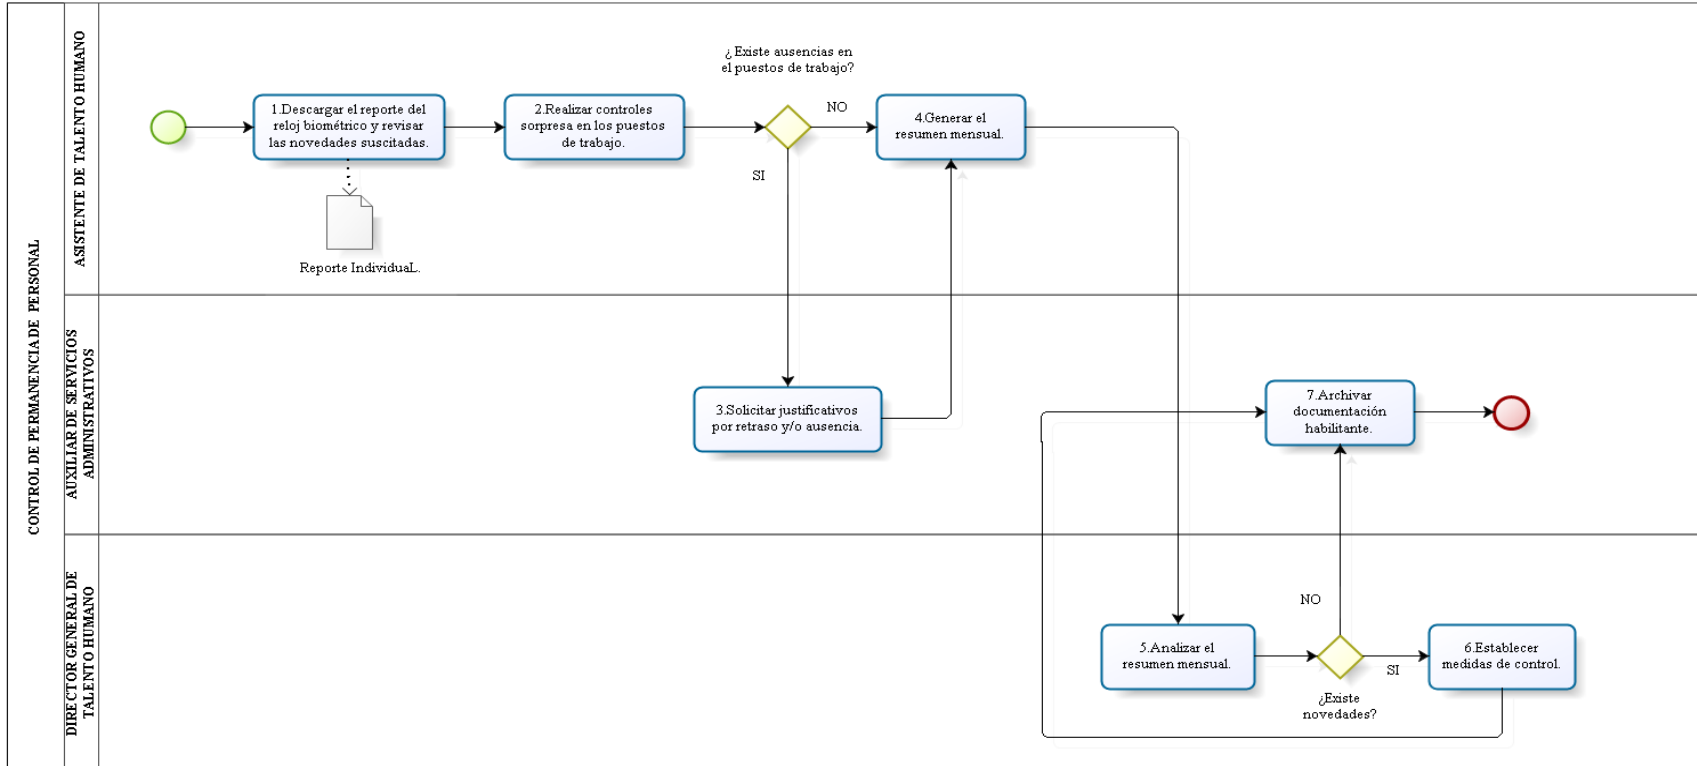 CONTROL DE PERMANENCIA DE PERSONAL
ASISTENTE DE TALENTO HUMANO
¿Existe ausencias en
el puestos de trabajo?
1.Descargar el reporte del
reloj biométrico y revisar
las novedades suscitadas.
2.Realizar controles
sorpresa en los puestos
de trabajo.
NO
4.Generar el
resumen mensual.
SI
Reporte IndividuaL.
AUXILIAR DE SERVICIOS
ADMINISTRATIVOS
3.Solicitar justificativos
por retraso y/o ausencia.
7.Archivar
documentación
habilitante.
DIRECTOR GENERAL DE
TALENTO HUMANO
NO
5.Analizar el
resumen mensual.
SI
6.Establecer
medidas de control.
¿Existe
novedades?